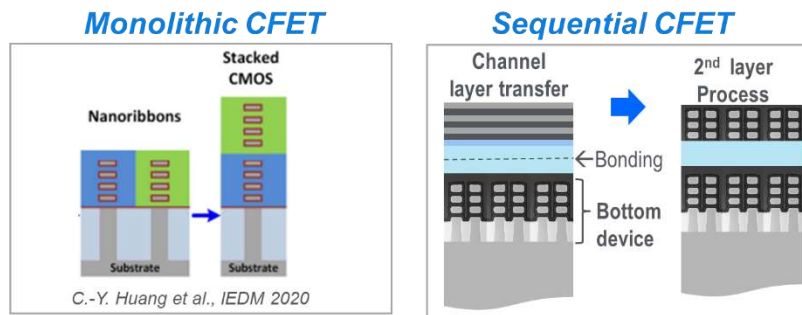 Monolithic CFET
Stacked
CMOS
Nanoribbons
Substrate
Substrate
C.-Y. Huang et al., IEDM 2020
Sequential CFET
Channel
layer transfer
2nd layer
Process
Bonding
Bottom
device